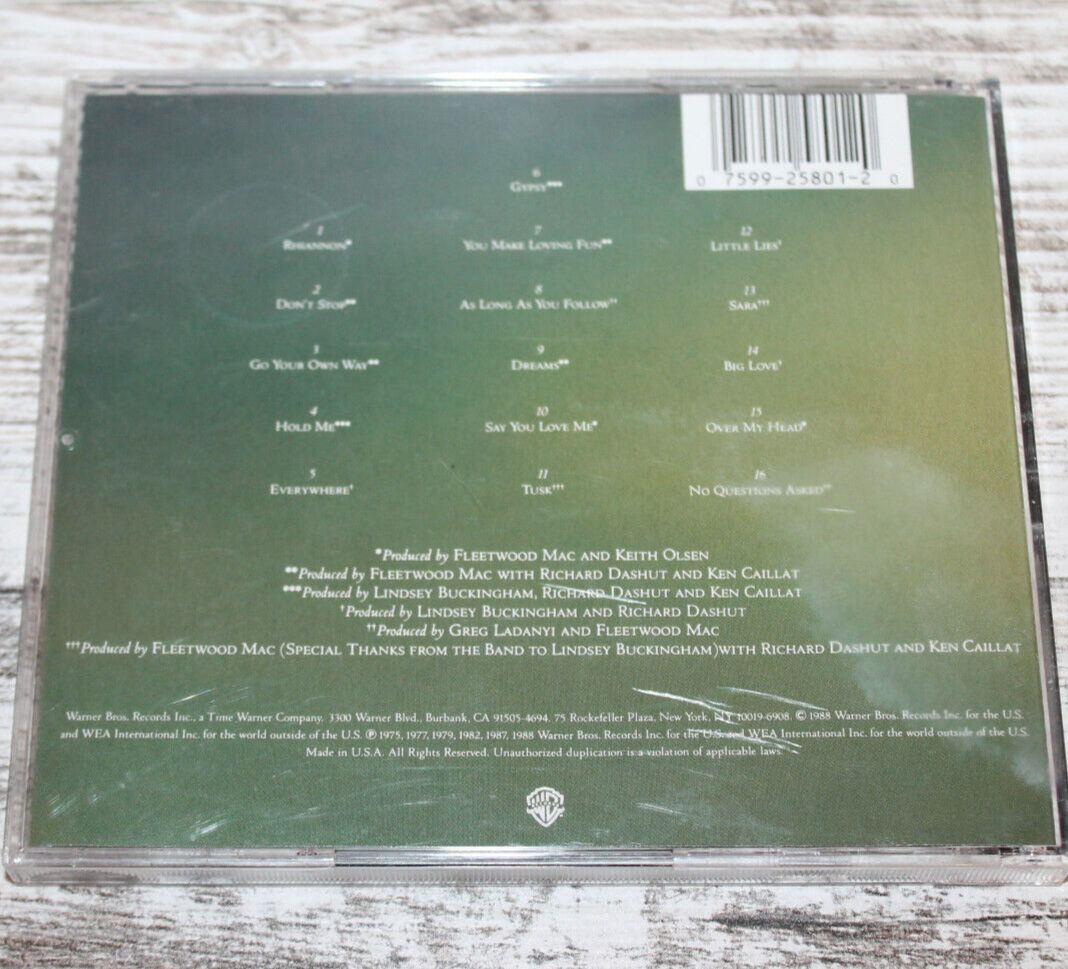 0 7599-25801-2 0
1
RHIANNON*
2
DON'T STOP**
3
GO YOUR OWN WAY**
4
HOLD ME***
5
EVERYWHERE†
6
GYPSY***
7
YOU MAKE LOVING FUN**
8
AS LONG AS YOU FOLLOW††
9
DREAMS**
10
SAY YOU LOVE ME*
11
TUSK†††
12
LITTLE LIES†
13
SARA†††
14
BIG LOVE†
15
OVER MY HEAD*
16
NO QUESTIONS ASKED††
*Produced by FLEETWOOD MAC AND KEITH OLSEN
**Produced by FLEETWOOD MAC WITH RICHARD DASHUT AND KEN CAILLAT
***Produced by LINDSEY BUCKINGHAM, RICHARD DASHUT AND KEN CAILLAT
†Produced by LINDSEY BUCKINGHAM AND RICHARD DASHUT
††Produced by GREG LADANYI AND FLEETWOOD MAC
†††Produced by FLEETWOOD MAC (SPECIAL THANKS FROM THE BAND TO LINDSEY BUCKINGHAM)WITH RICHARD DASHUT AND KEN CAILLAT
Warner Bros. Records Inc., a Time Warner Company. 3300 Warner Blvd., Burbank, CA 91505-4694. 75 Rockefeller Plaza, New York, NY 10019-6908. © 1988 Warner Bros. Records Inc. for the U.S.
and WEA International Inc. for the world outside of the U.S. ℗ 1975, 1977, 1979, 1982, 1987, 1988 Warner Bros. Records Inc. for the U.S. and WEA International Inc. for the world outside of the U.S.
Made in U.S.A. All Rights Reserved. Unauthorized duplication is a violation of applicable laws.
WB